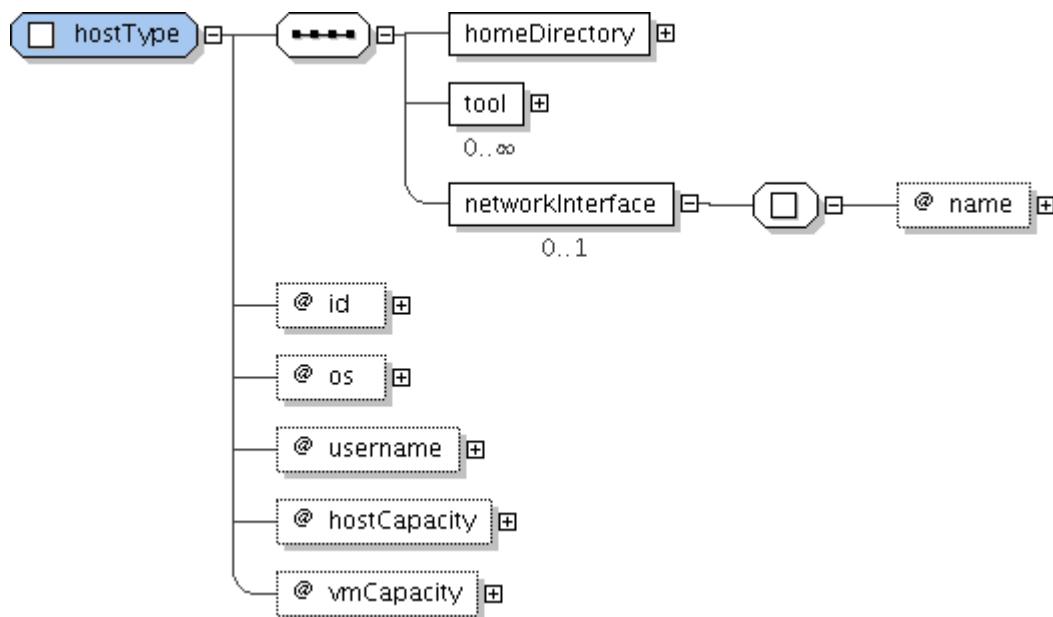 hostType
homeDirectory
tool
0..∞
networkInterface
@ name
0..1
@ id
@ os
@ username
@ hostCapacity
@ vmCapacity